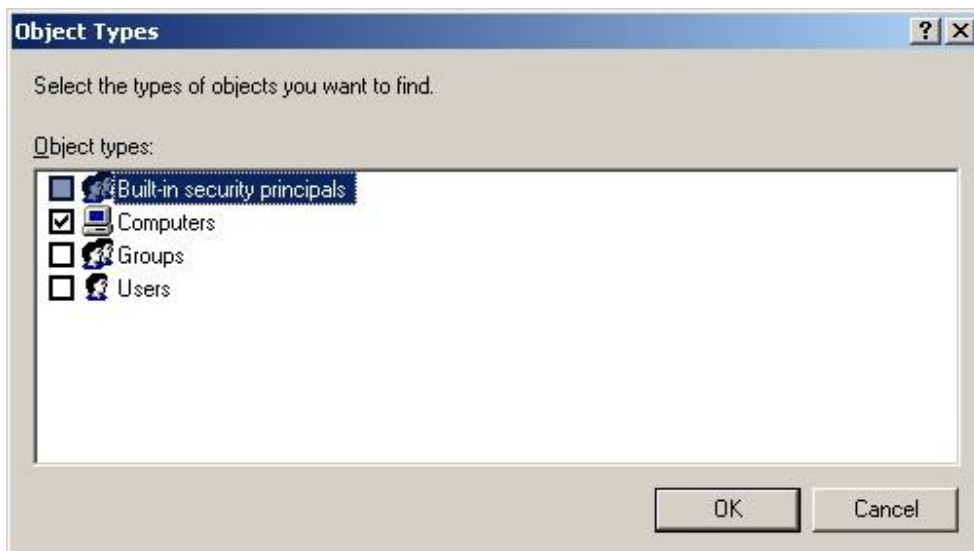 Object Types
Select the types of objects you want to find.
Object types:
Built-in security principals
Computers
Groups
Users
OK Cancel